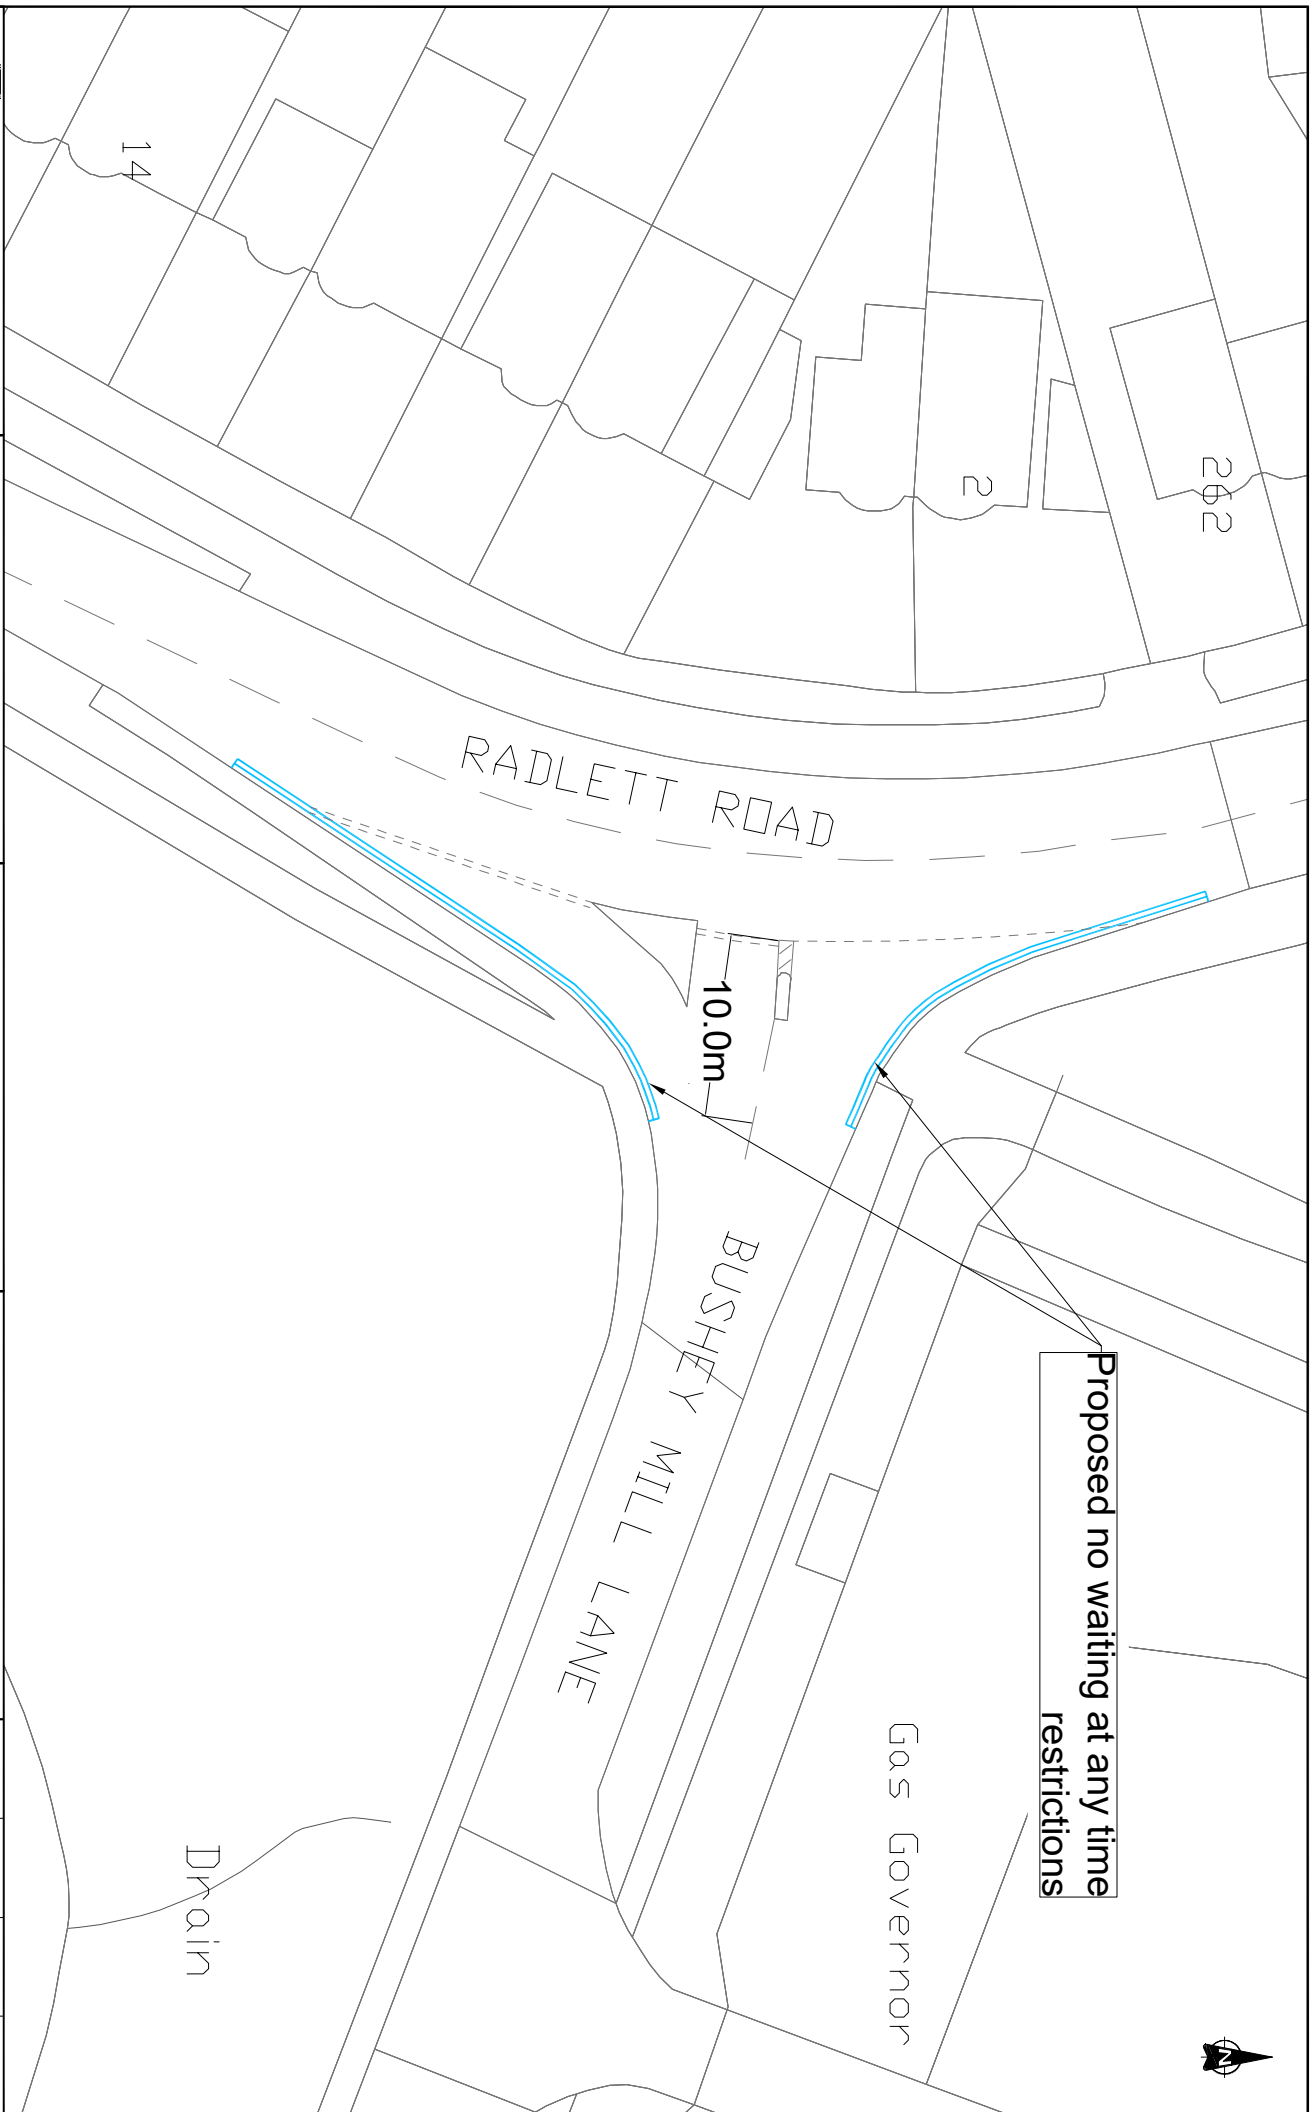 262
2
14
RADLETT ROAD
10.0m
BUSHEY MILL LANE
Proposed no waiting at any time
restrictions
Gas Governor
Drain
N